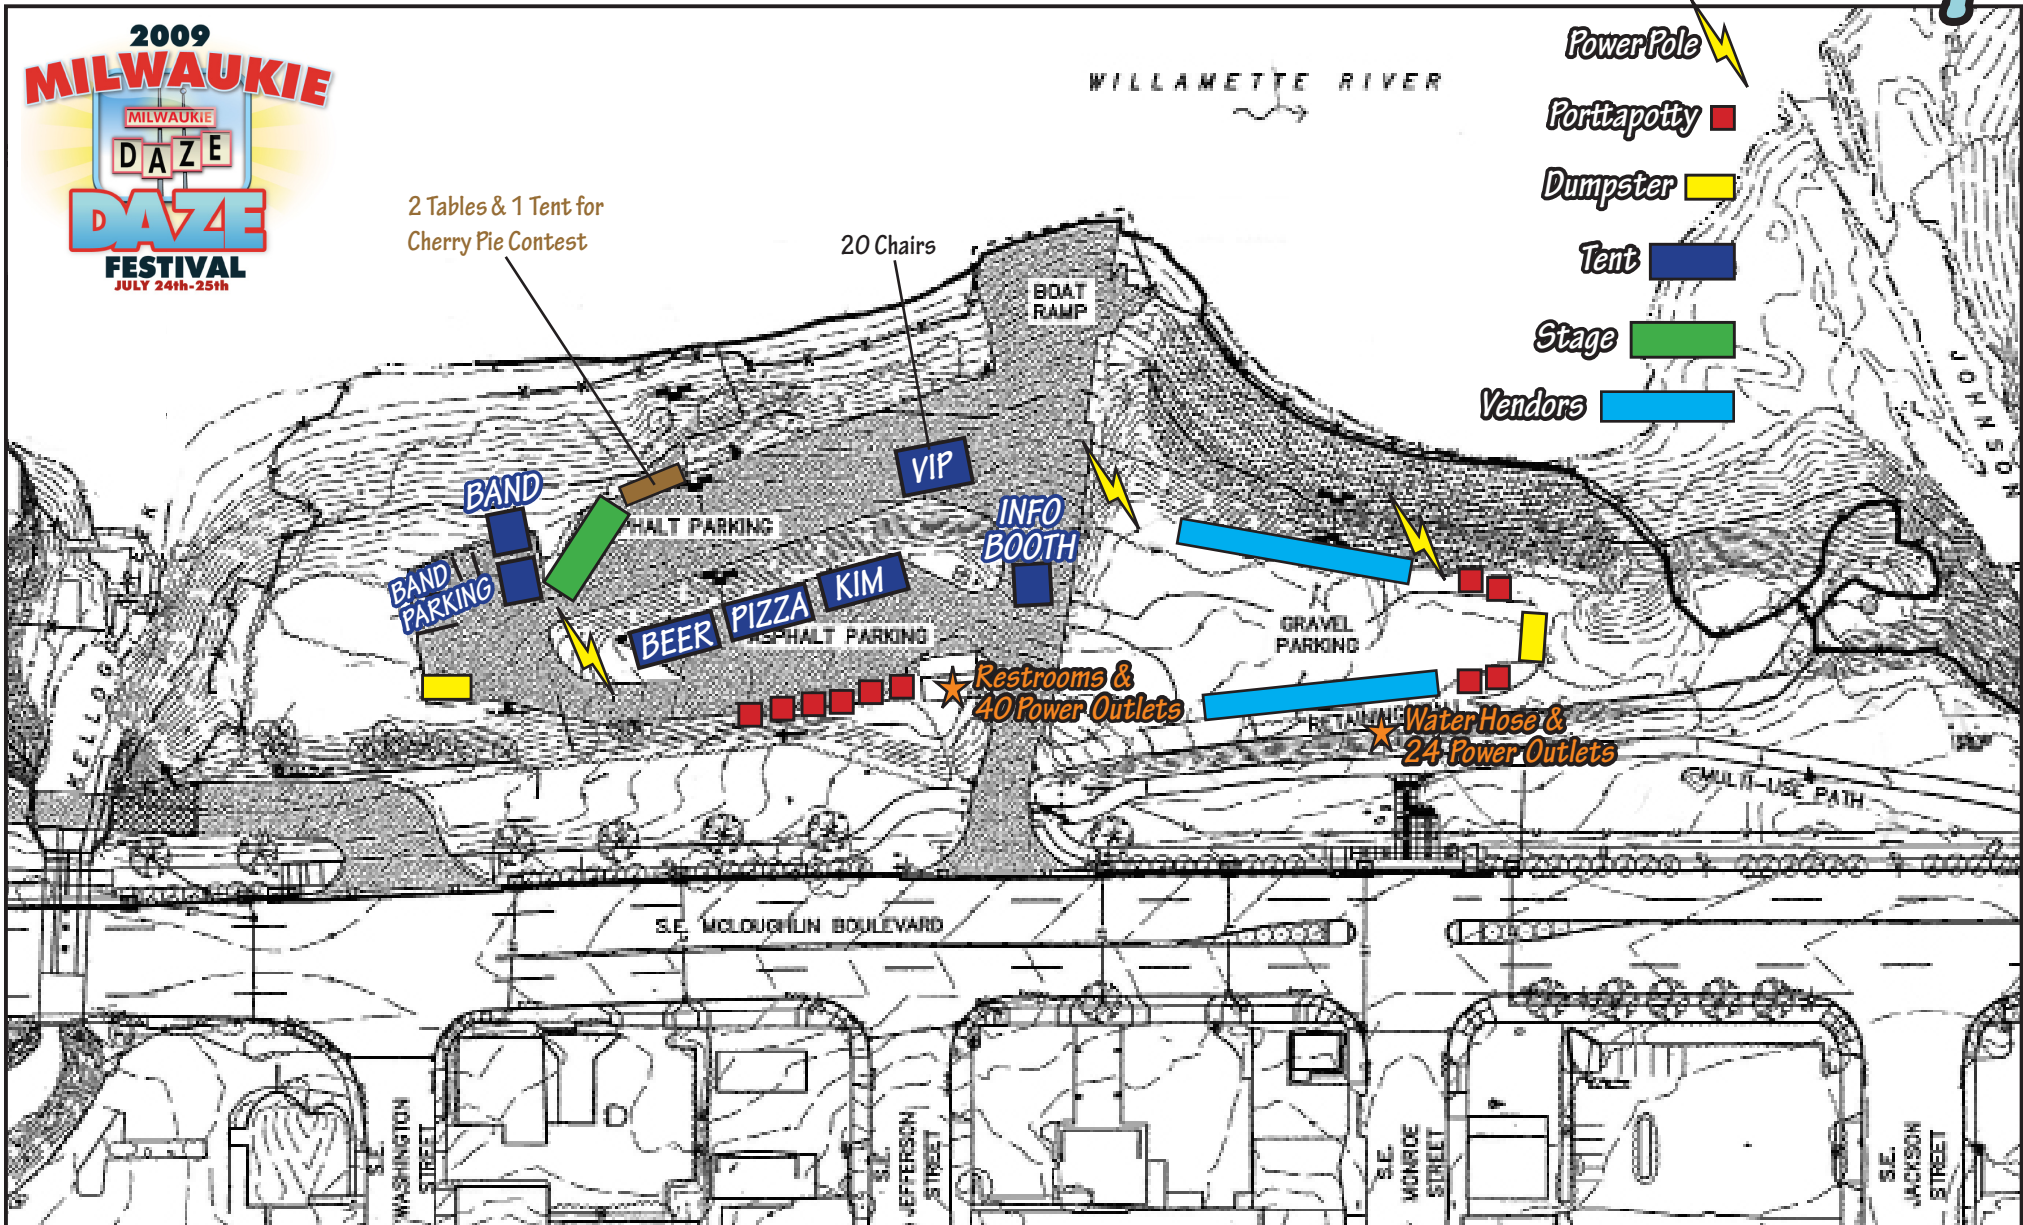 2009
MILWAUKIE
MILWAUKIE
DAZE
DAZE
FESTIVAL
JULY 24th-25th
WILLAMETTE RIVER
Power Pole
Porttapotty
Dumpster
Tent
Stage
Vendors
2 Tables & 1 Tent for
Cherry Pie Contest
20 Chairs
BOAT
RAMP
JOHNSON
VIP
BAND
HALT PARKING
INFO
BOOTH
BAND
PARKING
KIM
PIZZA
BEER
ASPHALT PARKING
GRAVEL
PARKING
Restrooms &
40 Power Outlets
Water Hose &
24 Power Outlets
KELLOG
MULTI-USE PATH
S.E. MCLOUGHLIN BOULEVARD
S.E.
WASHINGTON
STREET
S.E.
JEFFERSON
STREET
S.E.
MONROE
STREET
S.E.
JACKSON
STREET